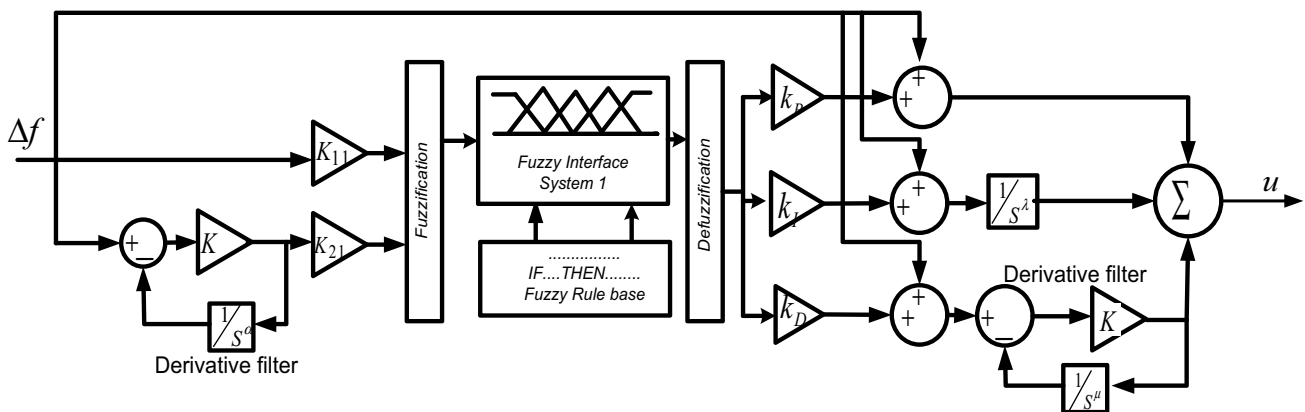 Δf
K
1/S^α
Derivative filter
K11
K21
Fuzzification
Fuzzy Interface
System 1
................
IF....THEN........
Fuzzy Rule base
Defuzzification
kP
kI
kD
+
+
+
+
+
+
+
−
1/S^λ
+
−
Derivative filter
K
1/S^μ
Σ
u